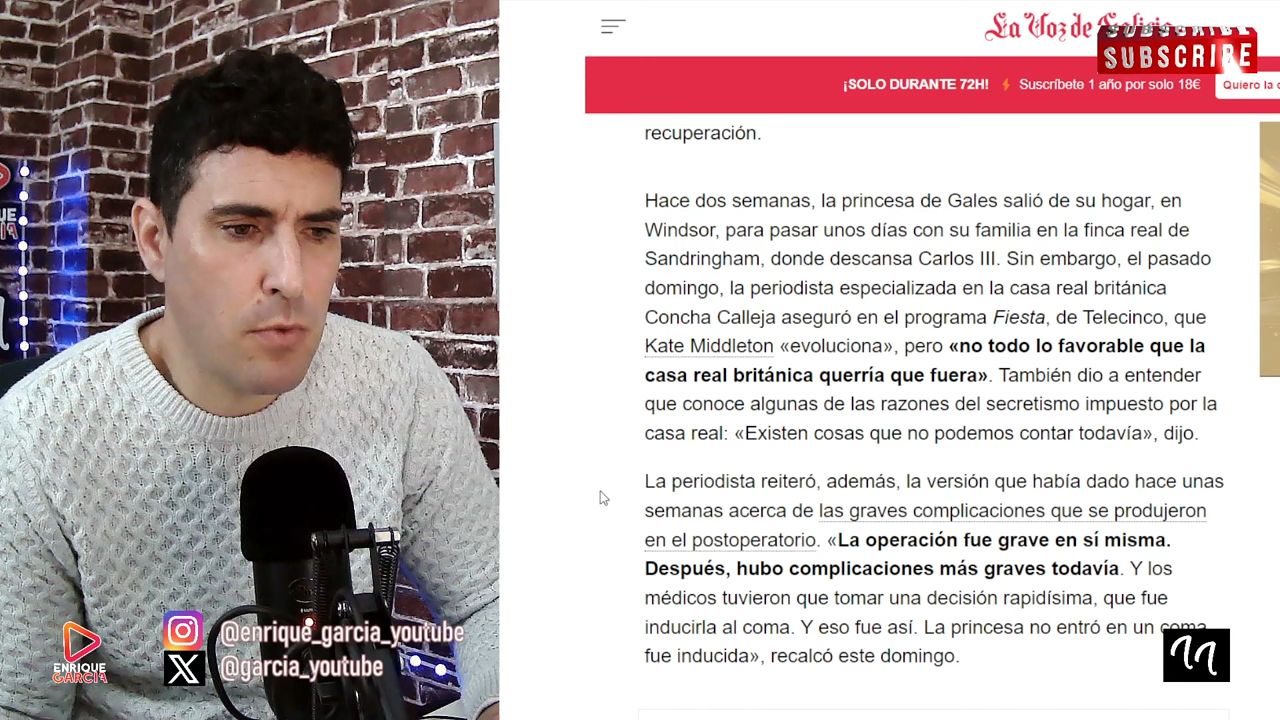 La Voz de Galicia
SUBSCRIBE
SUBSCRIBE
¡SOLO DURANTE 72H! Suscríbete 1 año por solo 18€ Quiero la
recuperación.
Hace dos semanas, la princesa de Gales salió de su hogar, en
Windsor, para pasar unos días con su familia en la finca real de
Sandringham, donde descansa Carlos III. Sin embargo, el pasado
domingo, la periodista especializada en la casa real británica
Concha Calleja aseguró en el programa Fiesta, de Telecinco, que
Kate Middleton «evoluciona», pero «no todo lo favorable que la
casa real británica querría que fuera». También dio a entender
que conoce algunas de las razones del secretismo impuesto por la
casa real: «Existen cosas que no podemos contar todavía», dijo.
La periodista reiteró, además, la versión que había dado hace unas
semanas acerca de las graves complicaciones que se produjeron
en el postoperatorio. «La operación fue grave en sí misma.
Después, hubo complicaciones más graves todavía. Y los
médicos tuvieron que tomar una decisión rapidísima, que fue
inducirla al coma. Y eso fue así. La princesa no entró en un coma,
fue inducida», recalcó este domingo.
@enrique_garcia_youtube
@garcia_youtube
ENRIQUE
GARCIA